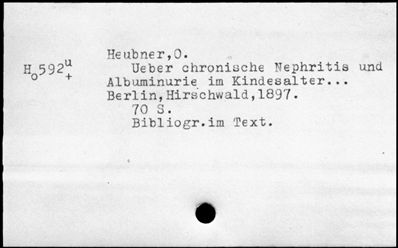 Heubner,O.
H₀592ᵘ₊ Ueber chronische Nephritis und
Albuminurie im Kindesalter...
Berlin,Hirschwald,1897.
70 S.
Bibliogr.im Text.